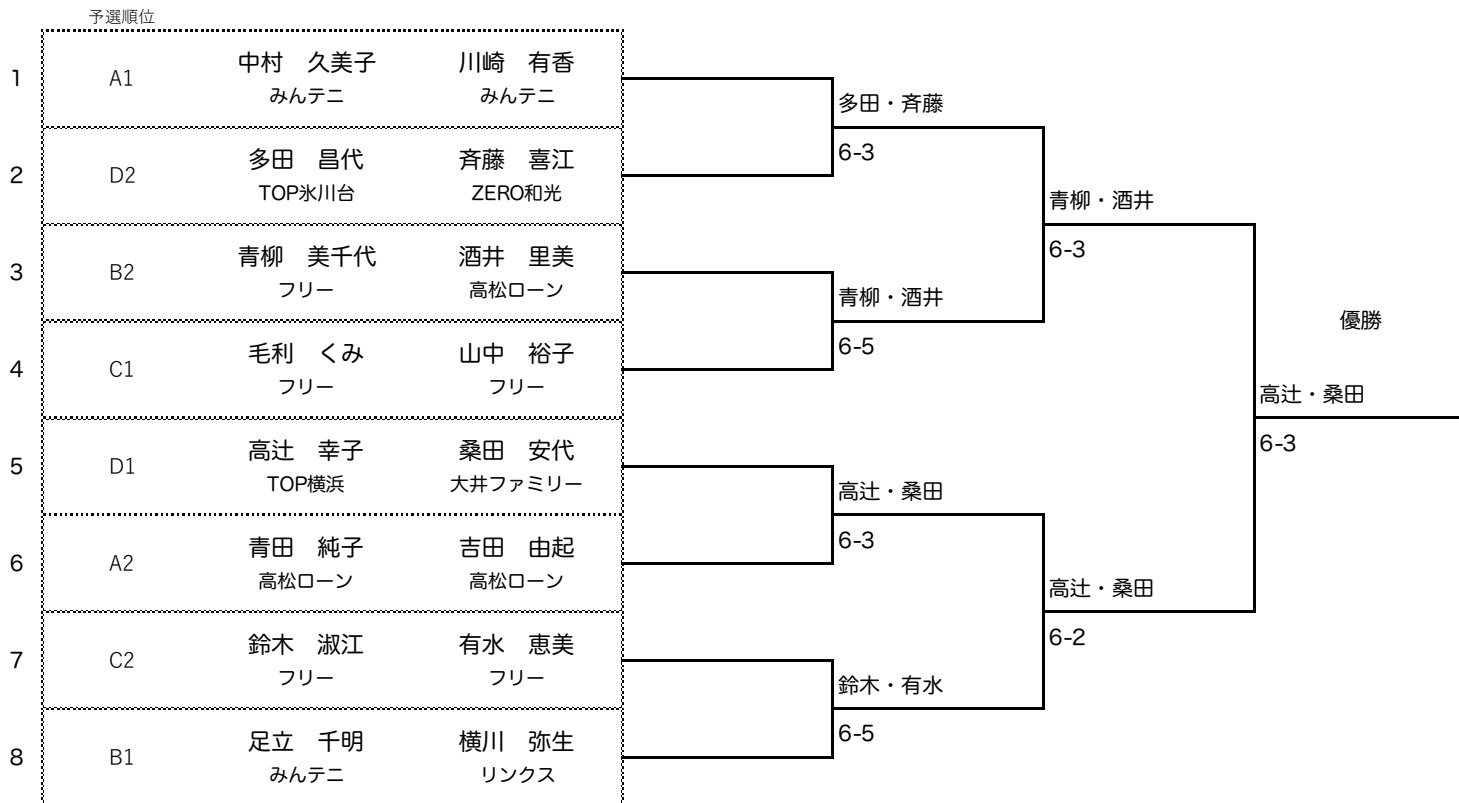 予選順位
1 A1 中村　久美子 川崎　有香
みんテニ みんテニ
多田・斉藤
6-3
2 D2 多田　昌代 斉藤　喜江
TOP氷川台 ZERO和光
青柳・酒井
6-3
3 B2 青柳　美千代 酒井　里美
フリー 高松ローン
青柳・酒井
6-5
4 C1 毛利　くみ 山中　裕子
フリー フリー
優勝
高辻・桑田
6-3
5 D1 高辻　幸子 桑田　安代
TOP横浜 大井ファミリー
高辻・桑田
6-3
6 A2 青田　純子 吉田　由起
高松ローン 高松ローン
高辻・桑田
6-2
7 C2 鈴木　淑江 有水　恵美
フリー フリー
鈴木・有水
6-5
8 B1 足立　千明 横川　弥生
みんテニ リンクス